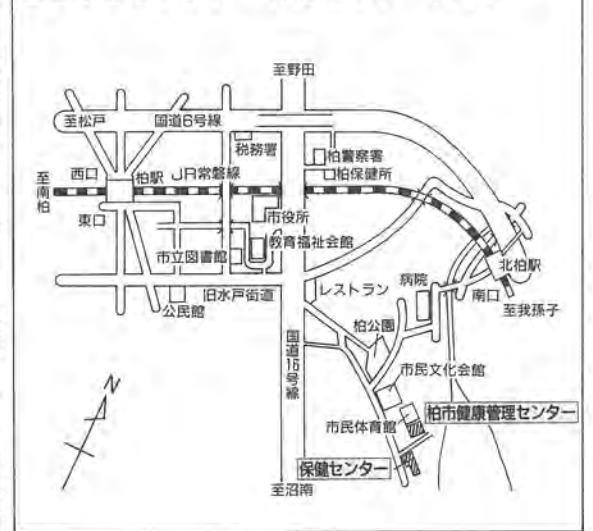 至野田
至松戸
国道6号線
税務署
柏警察署
柏保健所
西口
柏駅
JR常磐線
至南柏
東口
市役所
教育福祉会館
市立図書館
北柏駅
病院
南口
レストラン
旧水戸街道
至我孫子
公民館
柏公園
国道16号線
市民文化会館
N
柏市健康管理センター
市民体育館
保健センター
至沼南